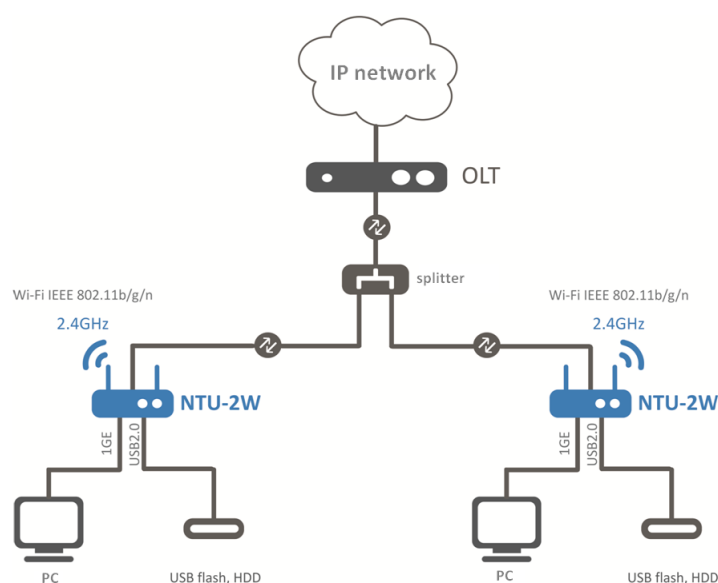 IP network
OLT
splitter
Wi-Fi IEEE 802.11b/g/n
2.4GHz
NTU-2W
1GE
USB2.0
PC
USB flash, HDD
Wi-Fi IEEE 802.11b/g/n
2.4GHz
NTU-2W
1GE
USB2.0
PC
USB flash, HDD